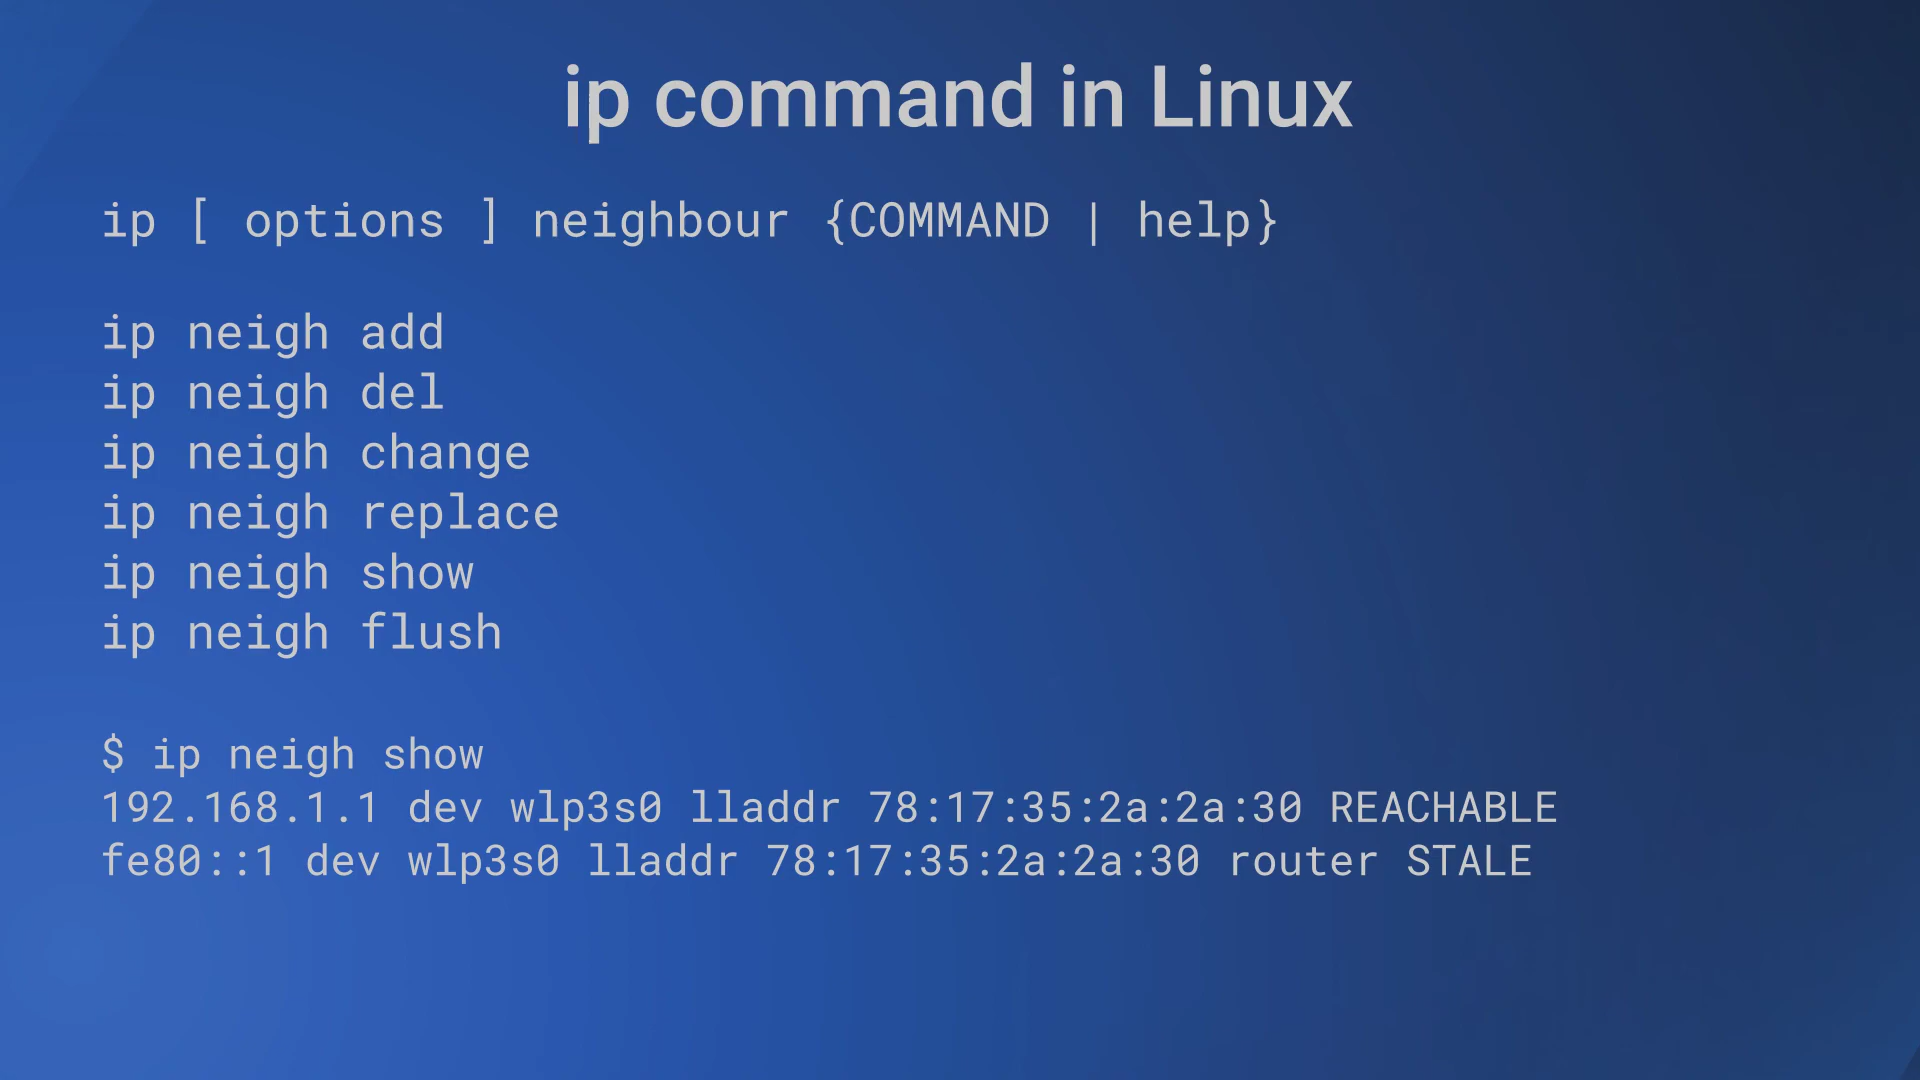 ip command in Linux
ip [ options ] neighbour {COMMAND | help}
ip neigh add
ip neigh del
ip neigh change
ip neigh replace
ip neigh show
ip neigh flush
$ ip neigh show
192.168.1.1 dev wlp3s0 lladdr 78:17:35:2a:2a:30 REACHABLE
fe80::1 dev wlp3s0 lladdr 78:17:35:2a:2a:30 router STALE